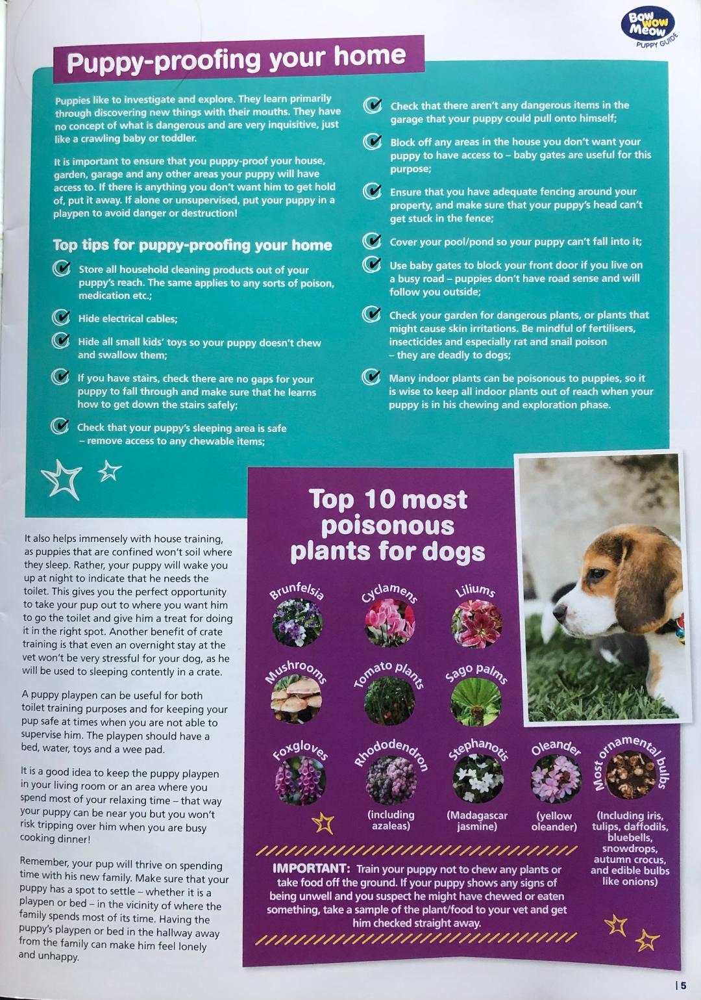 Bow
wow
Meow
PUPPY GUIDE
Puppy-proofing your home
Puppies like to investigate and explore. They learn primarily
through discovering new things with their mouths. They have
no concept of what is dangerous and are very inquisitive, just
like a crawling baby or toddler.
It is important to ensure that you puppy-proof your house,
garden, garage and any other areas your puppy will have
access to. If there is anything you don't want him to get hold
of, put it away. If alone or unsupervised, put your puppy in a
playpen to avoid danger or destruction!
Top tips for puppy-proofing your home
Store all household cleaning products out of your
puppy's reach. The same applies to any sorts of poison,
medication etc.;
Hide electrical cables;
Hide all small kids' toys so your puppy doesn't chew
and swallow them;
If you have stairs, check there are no gaps for your
puppy to fall through and make sure that he learns
how to get down the stairs safely;
Check that your puppy's sleeping area is safe
– remove access to any chewable items;
Check that there aren't any dangerous items in the
garage that your puppy could pull onto himself;
Block off any areas in the house you don't want your
puppy to have access to – baby gates are useful for this
purpose;
Ensure that you have adequate fencing around your
property, and make sure that your puppy's head can't
get stuck in the fence;
Cover your pool/pond so your puppy can't fall into it;
Use baby gates to block your front door if you live on
a busy road – puppies don't have road sense and will
follow you outside;
Check your garden for dangerous plants, or plants that
might cause skin irritations. Be mindful of fertilisers,
insecticides and especially rat and snail poison
– they are deadly to dogs;
Many indoor plants can be poisonous to puppies, so it
is wise to keep all indoor plants out of reach when your
puppy is in his chewing and exploration phase.
It also helps immensely with house training,
as puppies that are confined won't soil where
they sleep. Rather, your puppy will wake you
up at night to indicate that he needs the
toilet. This gives you the perfect opportunity
to take your pup out to where you want him
to go the toilet and give him a treat for doing
it in the right spot. Another benefit of crate
training is that even an overnight stay at the
vet won't be very stressful for your dog, as he
will be used to sleeping contently in a crate.
A puppy playpen can be useful for both
toilet training purposes and for keeping your
pup safe at times when you are not able to
supervise him. The playpen should have a
bed, water, toys and a wee pad.
It is a good idea to keep the puppy playpen
in your living room or an area where you
spend most of your relaxing time – that way
your puppy can be near you but you won't
risk tripping over him when you are busy
cooking dinner!
Remember, your pup will thrive on spending
time with his new family. Make sure that your
puppy has a spot to settle – whether it is a
playpen or bed – in the vicinity of where the
family spends most of its time. Having the
puppy's playpen or bed in the hallway away
from the family can make him feel lonely
and unhappy.
Top 10 most
poisonous
plants for dogs
Brunfelsia
Cyclamens
Liliums
Mushrooms
Tomato plants
Sago palms
Foxgloves
Rhododendron
(including
azaleas)
Stephanotis
(Madagascar
jasmine)
Oleander
(yellow
oleander)
Most ornamental bulbs
(Including iris,
tulips, daffodils,
bluebells,
snowdrops,
autumn crocus,
and edible bulbs
like onions)
IMPORTANT: Train your puppy not to chew any plants or
take food off the ground. If your puppy shows any signs of
being unwell and you suspect he might have chewed or eaten
something, take a sample of the plant/food to your vet and get
him checked straight away.
| 5